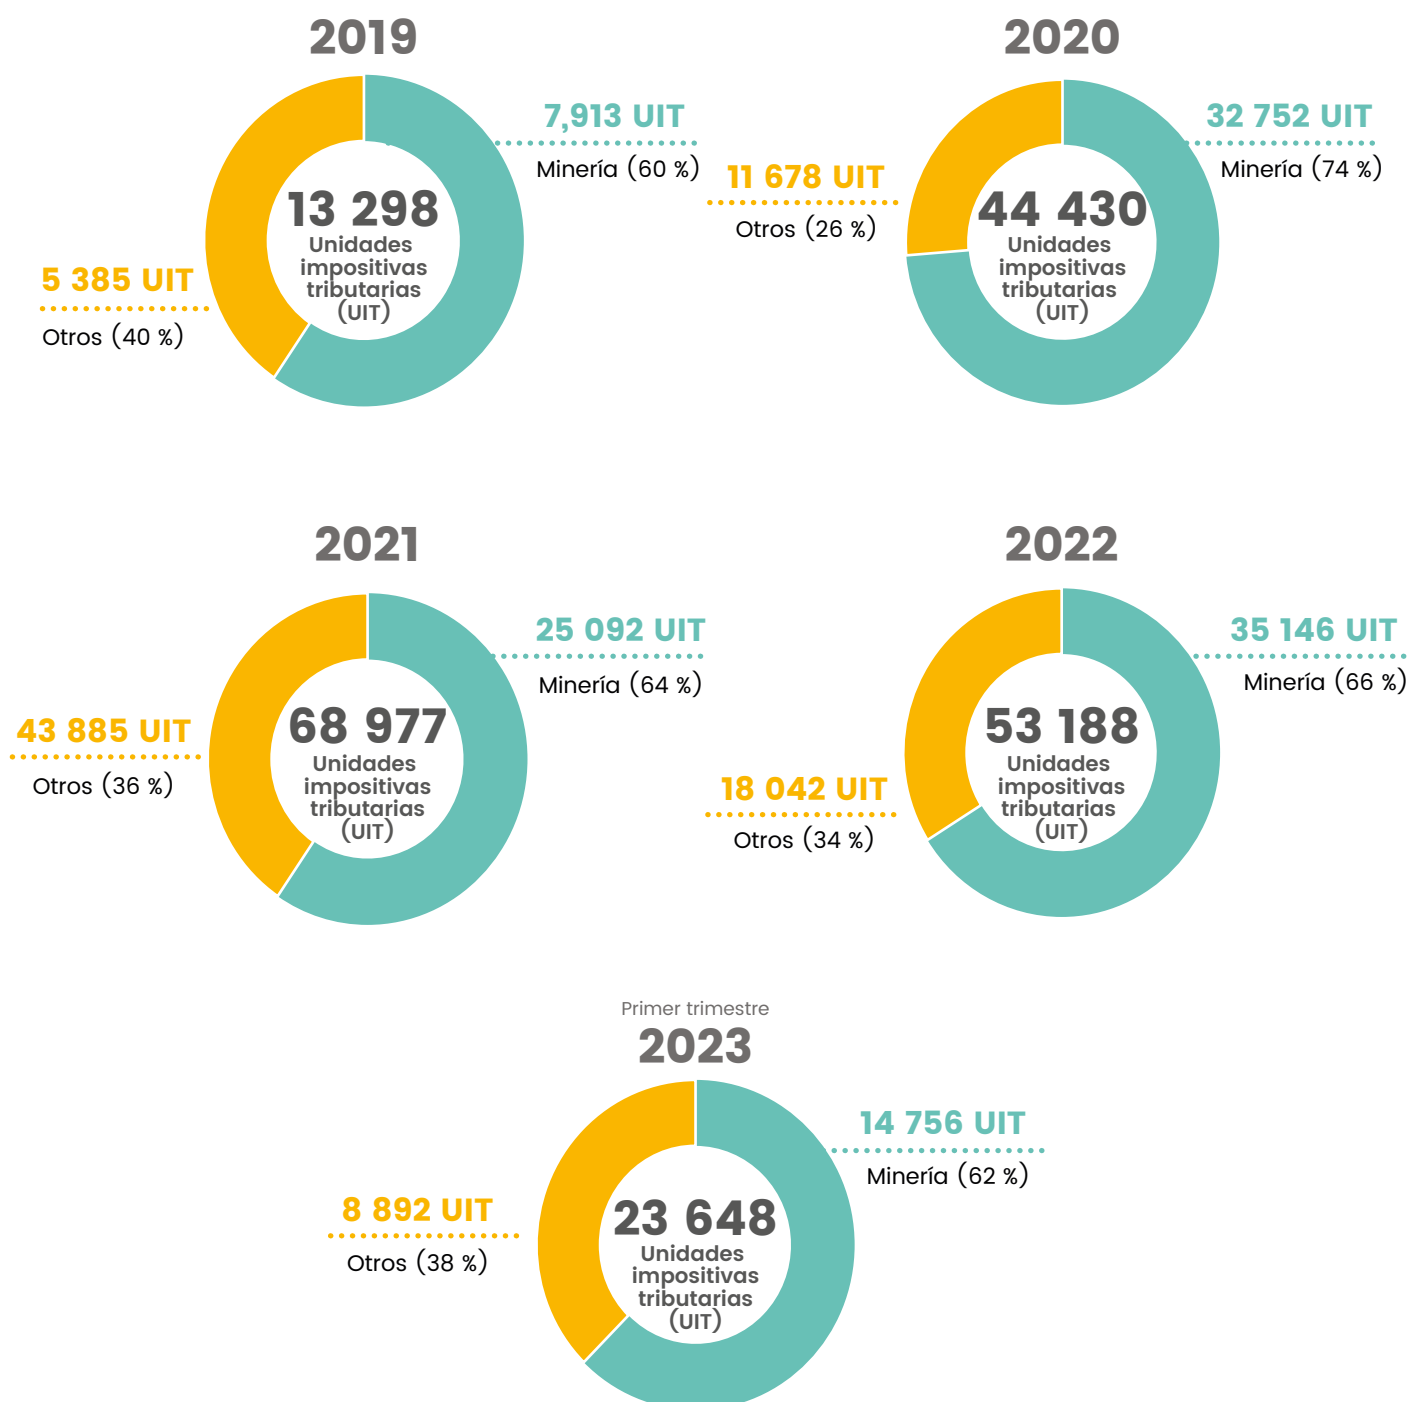 2019
7,913 UIT
Minería (60 %)
13 298
Unidades
impositivas
tributarias
(UIT)
5 385 UIT
Otros (40 %)
2020
32 752 UIT
Minería (74 %)
11 678 UIT
Otros (26 %)
44 430
Unidades
impositivas
tributarias
(UIT)
2021
25 092 UIT
Minería (64 %)
68 977
Unidades
impositivas
tributarias
(UIT)
43 885 UIT
Otros (36 %)
2022
35 146 UIT
Minería (66 %)
53 188
Unidades
impositivas
tributarias
(UIT)
18 042 UIT
Otros (34 %)
Primer trimestre
2023
14 756 UIT
Minería (62 %)
8 892 UIT
Otros (38 %)
23 648
Unidades
impositivas
tributarias
(UIT)